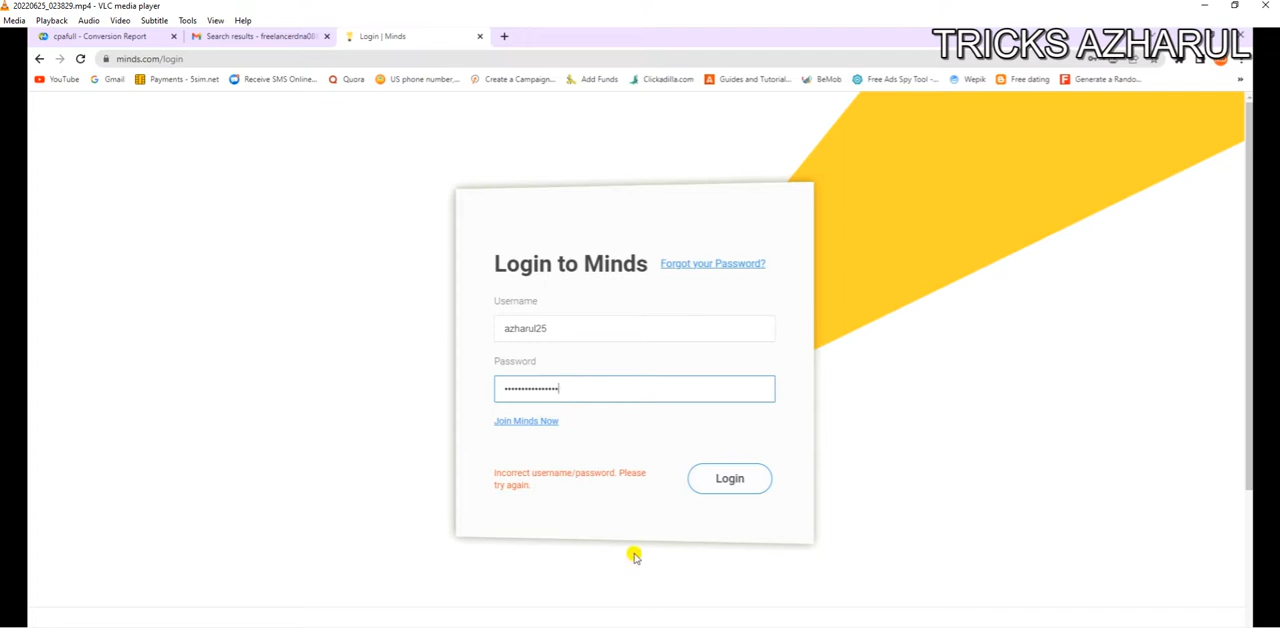 20220625_023829.mp4 - VLC media player
Media Playback Audio Video Subtitle Tools View Help
cpafull - Conversion Report
Search results - freelancerdna08
Login | Minds
TRICKS AZHARUL
minds.com/login
YouTube Gmail Payments - 5sim.net Receive SMS Online... Quora US phone number,... Create a Campaign... Add Funds Clickadilla.com Guides and Tutorial... BeMob Free Ads Spy Tool -... Wepik Free dating Generate a Rando... »
Login to Minds Forgot your Password?
Username
azharul25
Password
Join Minds Now
Incorrect username/password. Please
try again.
Login